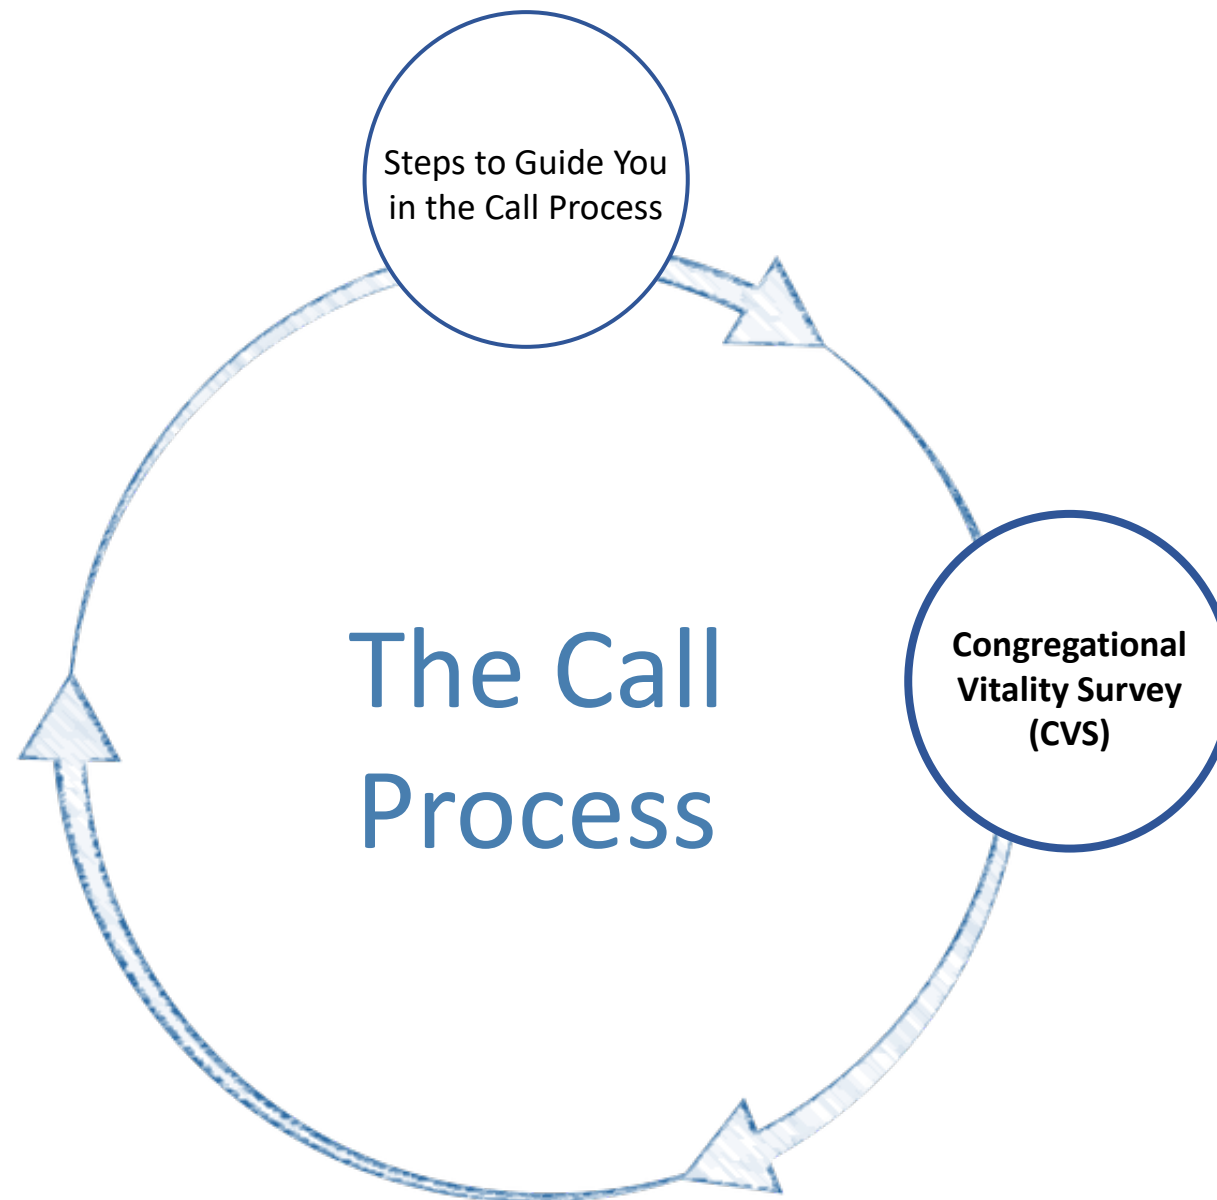 Steps to Guide You
in the Call Process
Congregational
Vitality Survey
(CVS)
The Call
Process